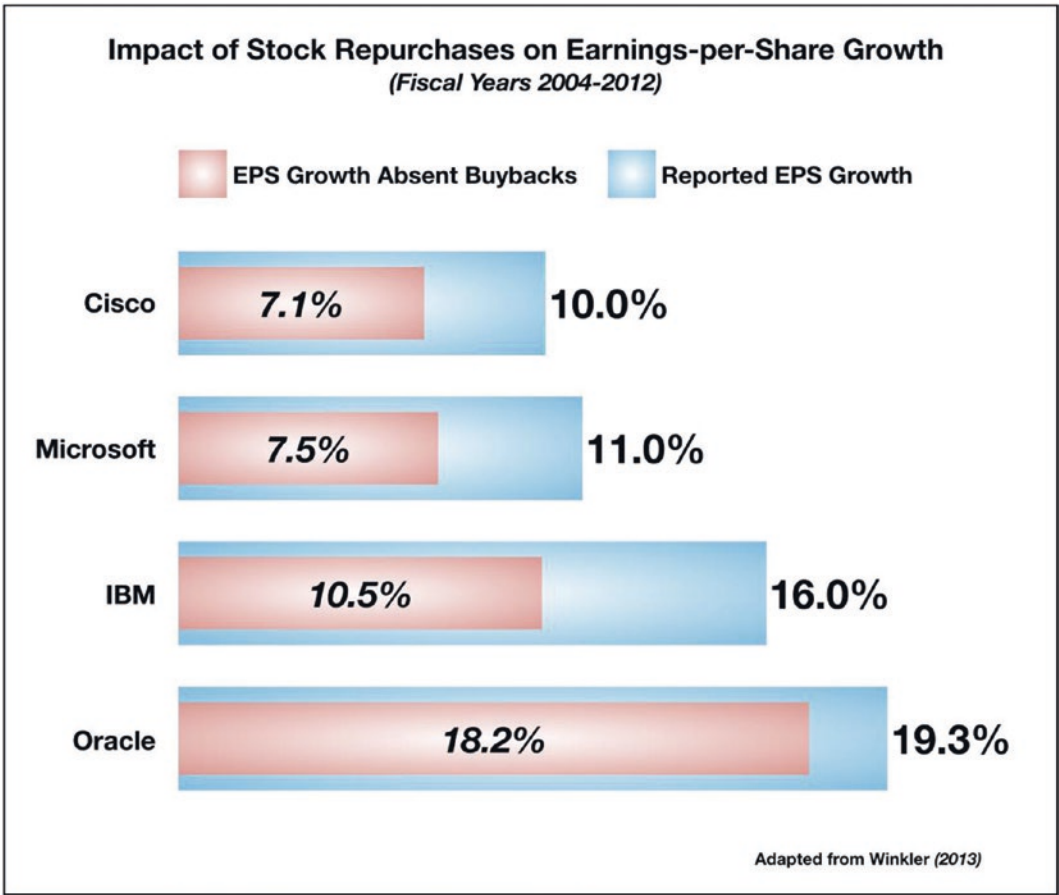 Impact of Stock Repurchases on Earnings-per-Share Growth
(Fiscal Years 2004-2012)
EPS Growth Absent Buybacks
Reported EPS Growth
Cisco
7.1%
10.0%
Microsoft
7.5%
11.0%
IBM
10.5%
16.0%
Oracle
18.2%
19.3%
Adapted from Winkler (2013)